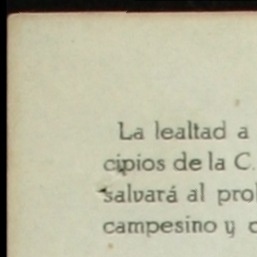 La lealtad a
cipios de la C.
salvará al pro
campesino y